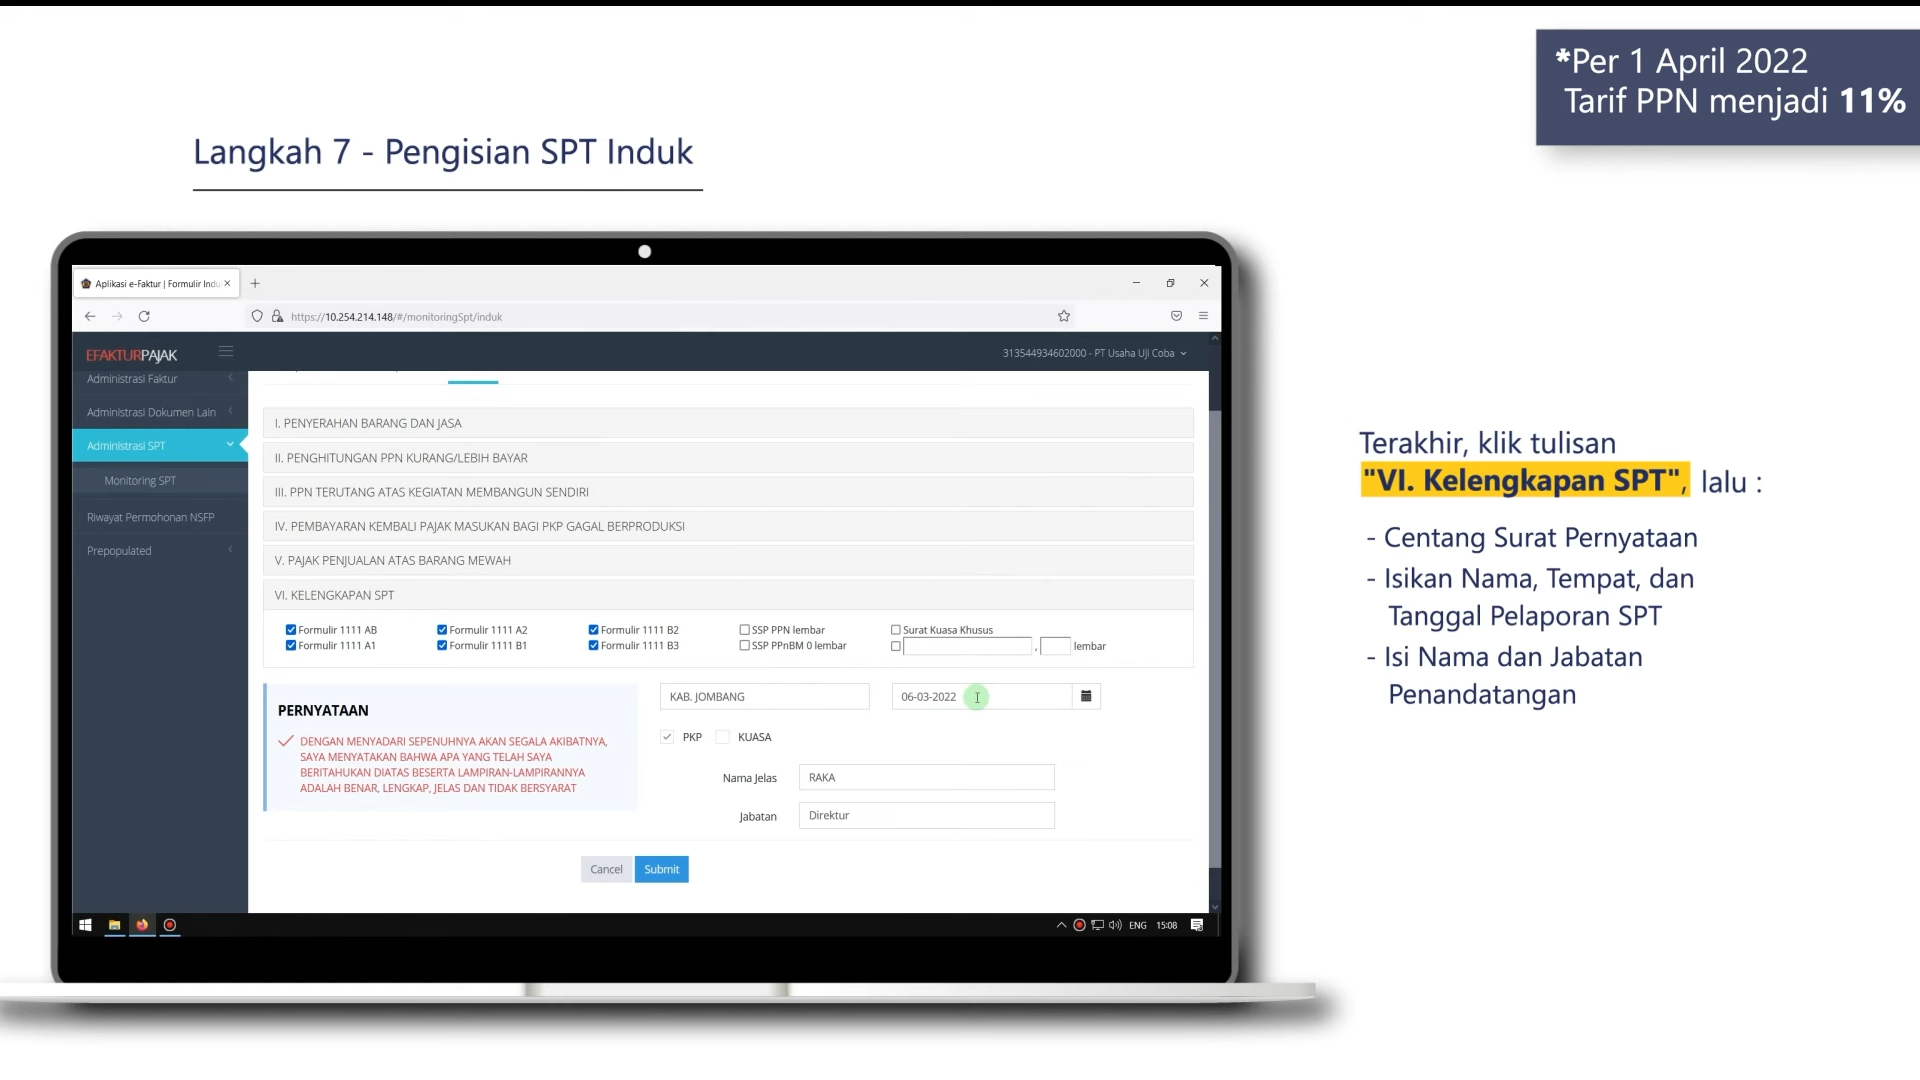 *Per 1 April 2022
Tarif PPN menjadi 11%
Langkah 7 - Pengisian SPT Induk
Aplikasi e-Faktur | Formulir Indu
https://10.254.214.148/#/monitoringSpt/induk
EFAKTURPAJAK
313544934602000 - PT Usaha Uji Coba
Administrasi Faktur
Administrasi Dokumen Lain
Administrasi SPT
Monitoring SPT
Riwayat Permohonan NSFP
Prepopulated
I. PENYERAHAN BARANG DAN JASA
II. PENGHITUNGAN PPN KURANG/LEBIH BAYAR
III. PPN TERUTANG ATAS KEGIATAN MEMBANGUN SENDIRI
IV. PEMBAYARAN KEMBALI PAJAK MASUKAN BAGI PKP GAGAL BERPRODUKSI
V. PAJAK PENJUALAN ATAS BARANG MEWAH
VI. KELENGKAPAN SPT
Formulir 1111 AB Formulir 1111 A2 Formulir 1111 B2 SSP PPN lembar Surat Kuasa Khusus
Formulir 1111 A1 Formulir 1111 B1 Formulir 1111 B3 SSP PPnBM 0 lembar , lembar
PERNYATAAN
DENGAN MENYADARI SEPENUHNYA AKAN SEGALA AKIBATNYA,
SAYA MENYATAKAN BAHWA APA YANG TELAH SAYA
BERITAHUKAN DIATAS BESERTA LAMPIRAN-LAMPIRANNYA
ADALAH BENAR, LENGKAP, JELAS DAN TIDAK BERSYARAT
KAB. JOMBANG 06-03-2022
PKP KUASA
Nama Jelas RAKA
Jabatan Direktur
Cancel Submit
ENG 15:08
Terakhir, klik tulisan
"VI. Kelengkapan SPT", lalu :
- Centang Surat Pernyataan
- Isikan Nama, Tempat, dan
Tanggal Pelaporan SPT
- Isi Nama dan Jabatan
Penandatangan